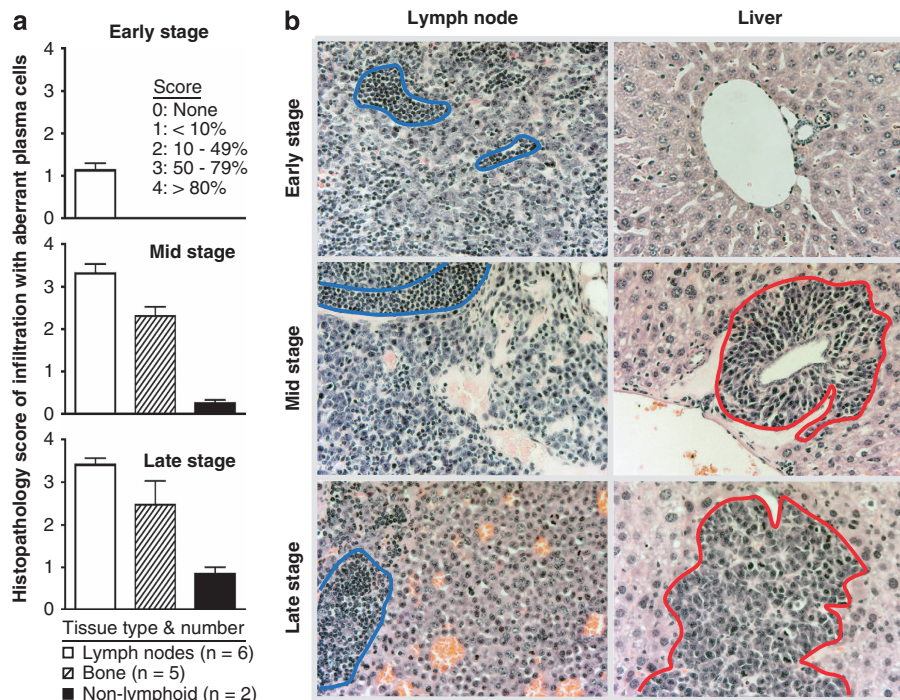 a
Early stage
Histopathology score of infiltration with aberrant plasma cells
4
3
2
1
0
Score
0: None
1: < 10%
2: 10 - 49%
3: 50 - 79%
4: > 80%
Mid stage
4
3
2
1
0
Late stage
4
3
2
1
0
Tissue type & number
Lymph nodes (n = 6)
Bone (n = 5)
Non-lymphoid (n = 2)
b
Lymph node Liver
Early stage
Mid stage
Late stage